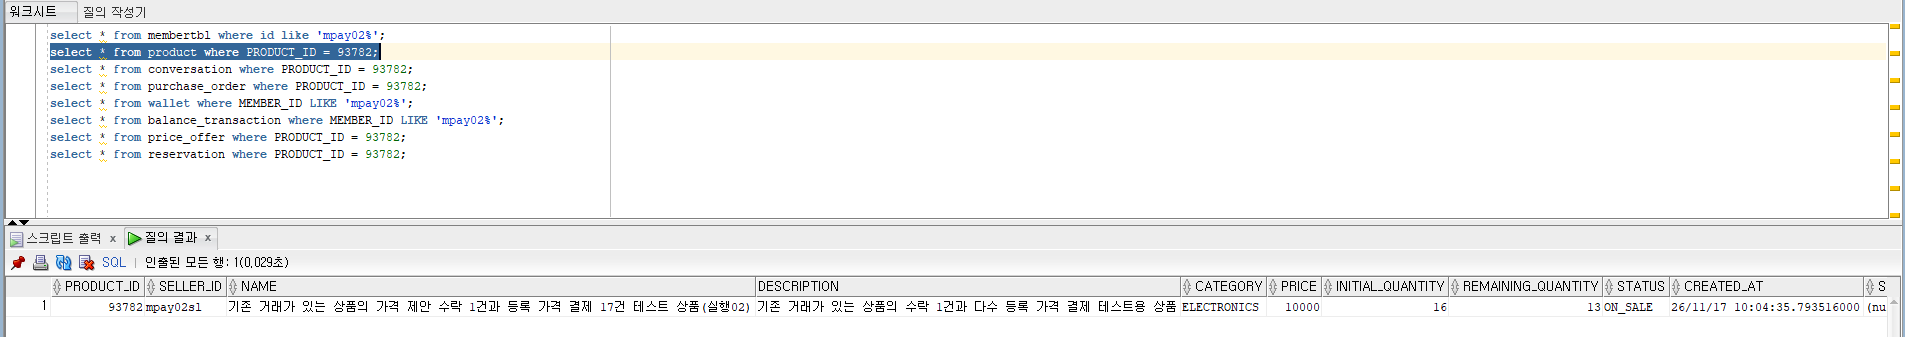 워크시트 질의 작성기
select * from membertbl where id like 'mpay02%';
select * from product where PRODUCT_ID = 93782;
select * from conversation where PRODUCT_ID = 93782;
select * from purchase_order where PRODUCT_ID = 93782;
select * from wallet where MEMBER_ID LIKE 'mpay02%';
select * from balance_transaction where MEMBER_ID LIKE 'mpay02%';
select * from price_offer where PRODUCT_ID = 93782;
select * from reservation where PRODUCT_ID = 93782;
스크립트 출력 x 질의 결과 x
SQL | 인출된 모든 행: 1(0,029초)
PRODUCT_ID SELLER_ID NAME DESCRIPTION CATEGORY PRICE INITIAL_QUANTITY REMAINING_QUANTITY STATUS CREATED_AT S
1 93782 mpay02sl 기존 거래가 있는 상품의 가격 제안 수락 1건과 등록 가격 결제 17건 테스트 상품(실행02) 기존 거래가 있는 상품의 수락 1건과 다수 등록 가격 결제 테스트용 상품 ELECTRONICS 10000 16 13 ON_SALE 26/11/17 10:04:35.793516000 (nu